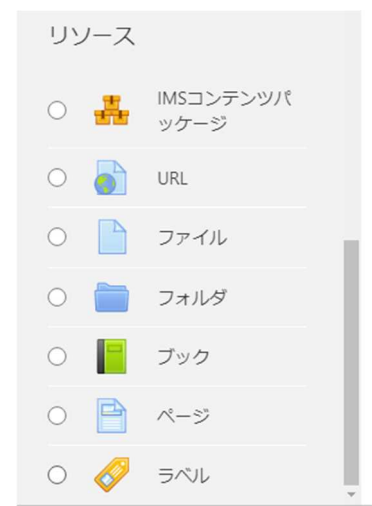 リソース
IMSコンテンツパ
ッケージ
URL
ファイル
フォルダ
ブック
ページ
ラベル